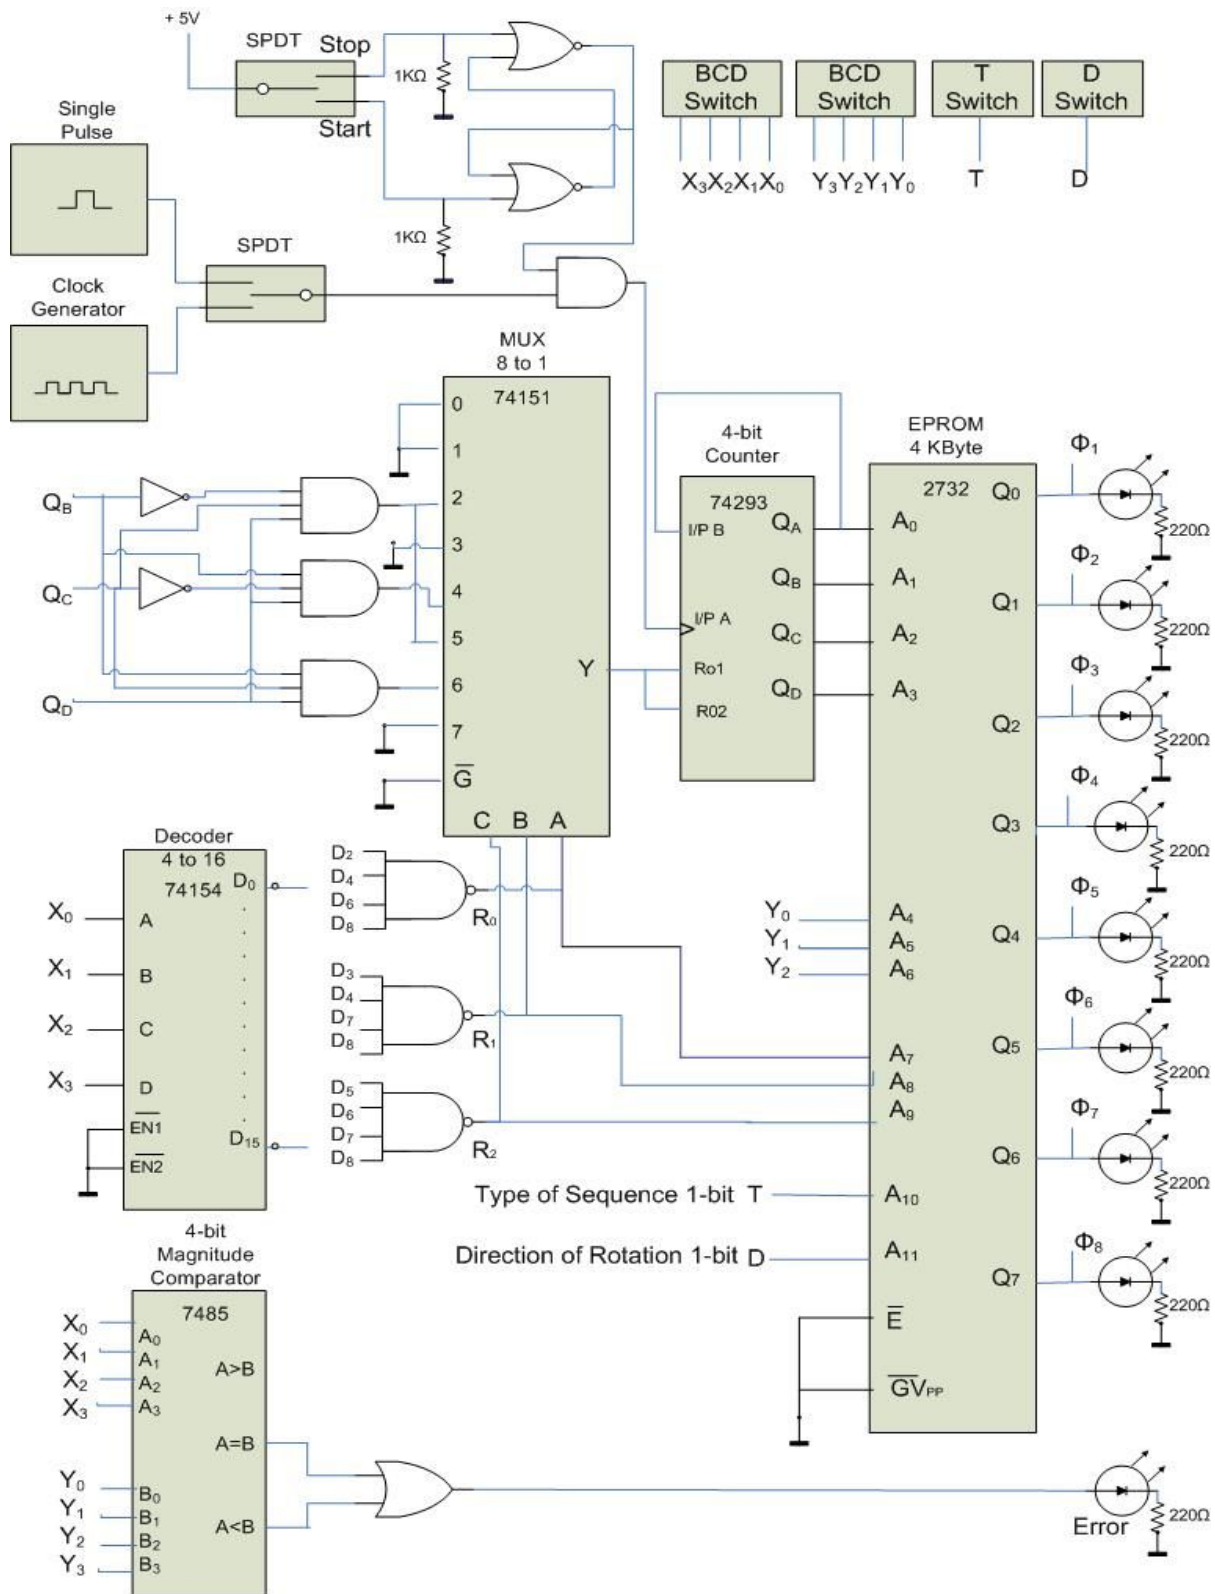 + 5V
SPDT
Stop
Start
1KΩ
1KΩ
BCD
Switch
X3X2X1X0
BCD
Switch
Y3Y2Y1Y0
T
Switch
T
D
Switch
D
Single
Pulse
SPDT
Clock
Generator
MUX
8 to 1
74151
0
1
2
3
4
5
6
7
G̅
Y
C B A
QB
QC
QD
4-bit
Counter
74293
I/P B
I/P A
Ro1
R02
QA
QB
QC
QD
EPROM
4 KByte
2732
A0
A1
A2
A3
A4
A5
A6
A7
A8
A9
A10
A11
E̅
G̅V̅PP
Q0
Q1
Q2
Q3
Q4
Q5
Q6
Q7
Φ1
220Ω
Φ2
220Ω
Φ3
220Ω
Φ4
220Ω
Φ5
220Ω
Φ6
220Ω
Φ7
220Ω
Φ8
220Ω
Y0
Y1
Y2
Decoder
4 to 16
74154
X0
X1
X2
X3
A
B
C
D
E̅N̅1̅
E̅N̅2̅
D0
D15
D2
D4
D6
D8
R0
D3
D4
D7
D8
R1
D5
D6
D7
D8
R2
Type of Sequence 1-bit T
Direction of Rotation 1-bit D
4-bit
Magnitude
Comparator
7485
X0
X1
X2
X3
A0
A1
A2
A3
Y0
Y1
Y2
Y3
B0
B1
B2
B3
A>B
A=B
A<B
Error
220Ω